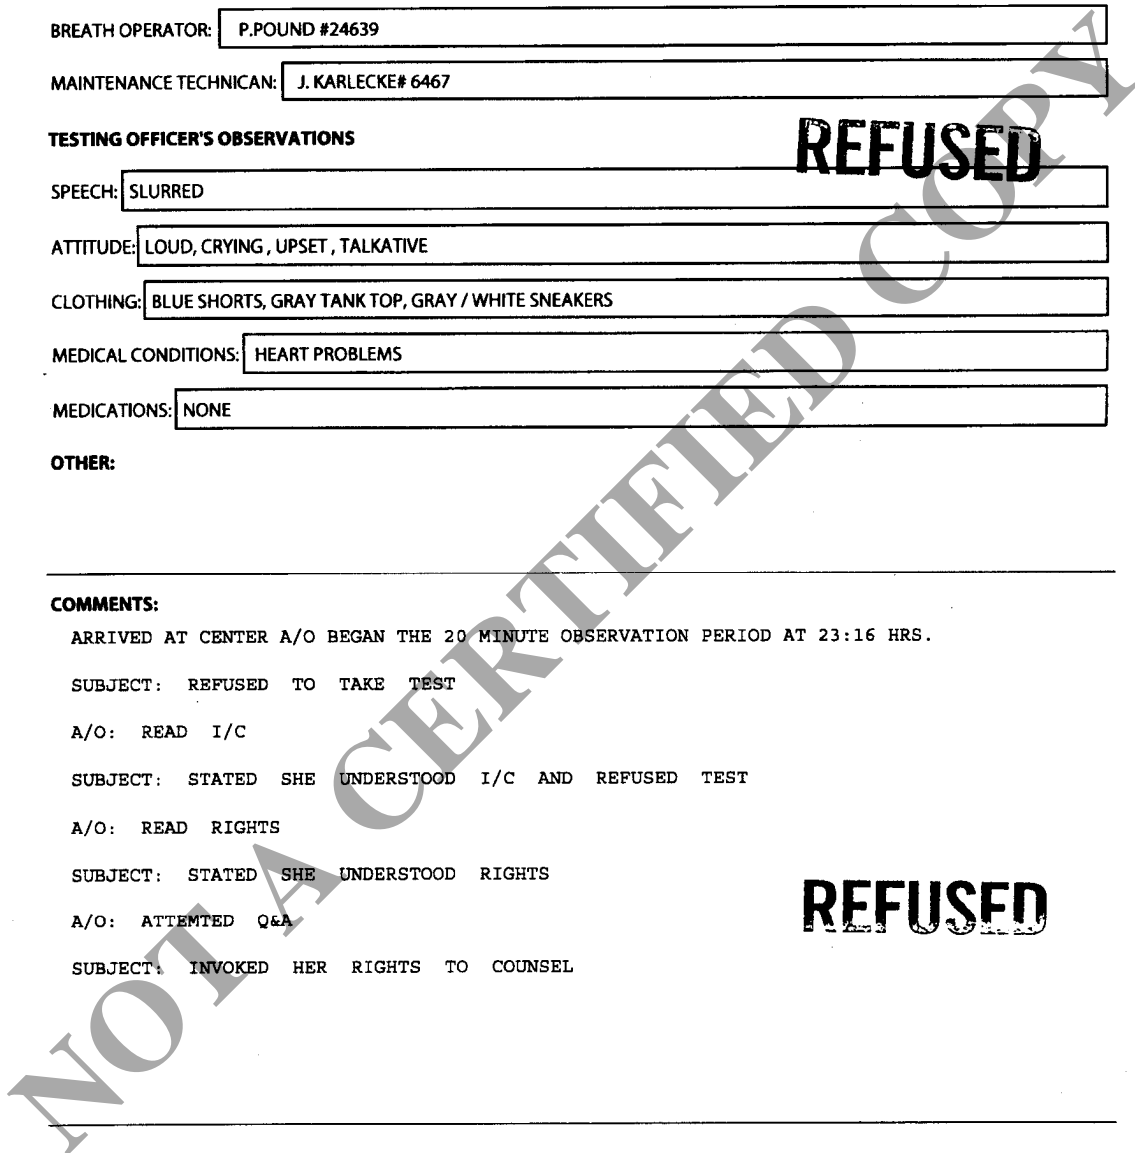 BREATH OPERATOR: P.POUND #24639
MAINTENANCE TECHNICAN: J. KARLECKE# 6467
TESTING OFFICER'S OBSERVATIONS
REFUSED
SPEECH: SLURRED
ATTITUDE: LOUD, CRYING , UPSET , TALKATIVE
CLOTHING: BLUE SHORTS, GRAY TANK TOP, GRAY / WHITE SNEAKERS
MEDICAL CONDITIONS: HEART PROBLEMS
MEDICATIONS: NONE
OTHER:
COMMENTS:
ARRIVED AT CENTER A/O BEGAN THE 20 MINUTE OBSERVATION PERIOD AT 23:16 HRS.
SUBJECT: REFUSED TO TAKE TEST
A/O: READ I/C
SUBJECT: STATED SHE UNDERSTOOD I/C AND REFUSED TEST
A/O: READ RIGHTS
SUBJECT: STATED SHE UNDERSTOOD RIGHTS
A/O: ATTEMTED Q&A
REFUSED
SUBJECT: INVOKED HER RIGHTS TO COUNSEL
NOT A CERTIFIED COPY